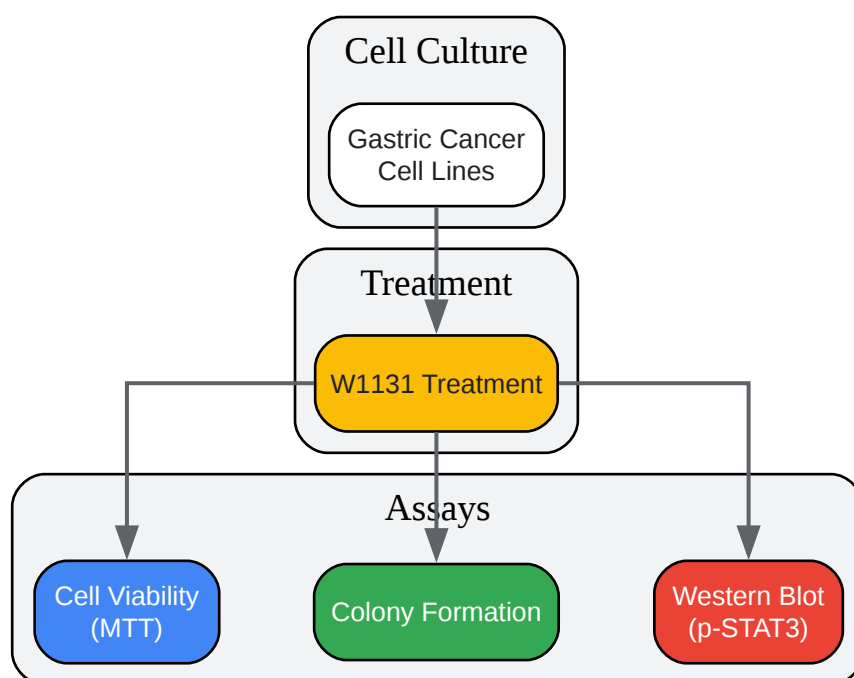 Cell Culture
Gastric Cancer
Cell Lines
Treatment
W1131 Treatment
Assays
Cell Viability
(MTT)
Colony Formation
Western Blot
(p-STAT3)